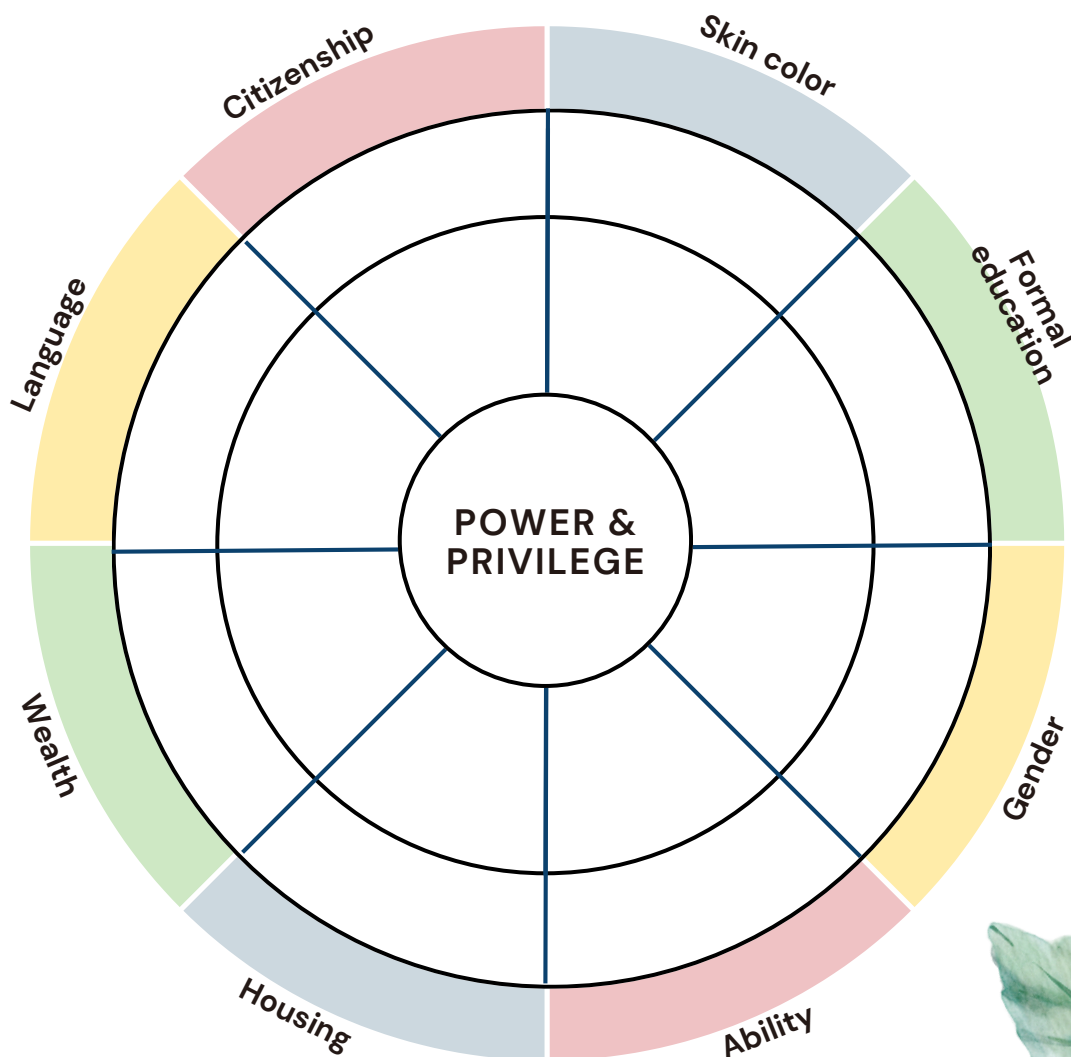 Citizenship
Skin color
Formal
education
Language
POWER &
PRIVILEGE
Wealth
Gender
Housing
Ability